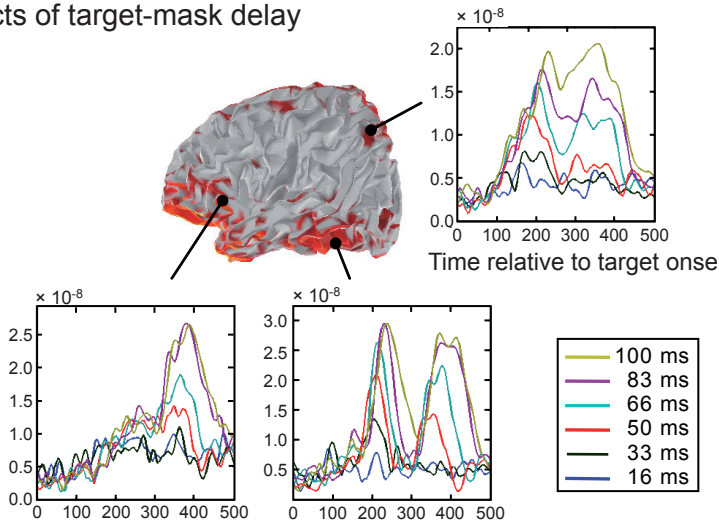 cts of target-mask delay
× 10-8
2.0
1.5
1.0
0.5
0.0
0 100 200 300 400 500
Time relative to target onse
× 10-8
2.5
2.0
1.5
1.0
0.5
0.0
0 100 200 300 400 500
× 10-8
3.0
2.5
2.0
1.5
1.0
0.5
0 100 200 300 400 500
100 ms
83 ms
66 ms
50 ms
33 ms
16 ms